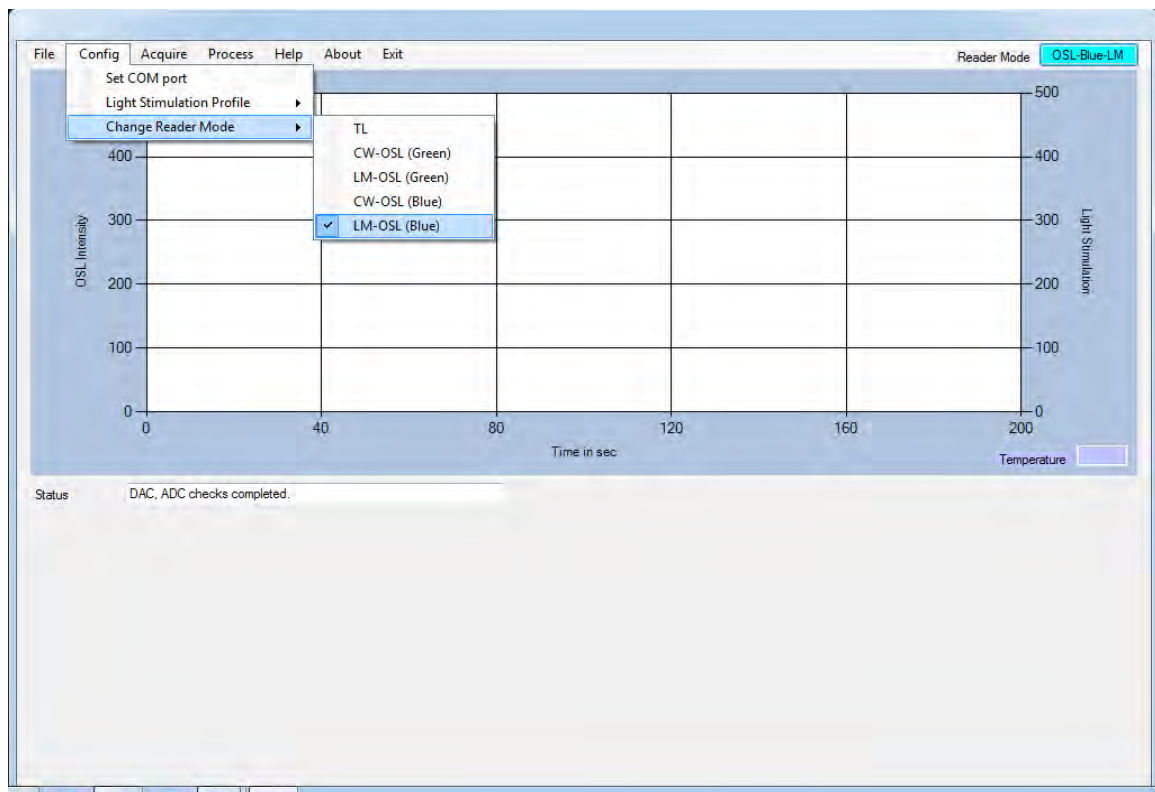 File Config Acquire Process Help About Exit Reader Mode OSL-Blue-LM
Set COM port
Light Stimulation Profile
Change Reader Mode
TL
CW-OSL (Green)
LM-OSL (Green)
CW-OSL (Blue)
LM-OSL (Blue)
OSL Intensity
400
300
200
100
0
500
400
300
200
100
0
Light Stimulation
0 40 80 120 160 200
Time in sec
Temperature
Status DAC, ADC checks completed.